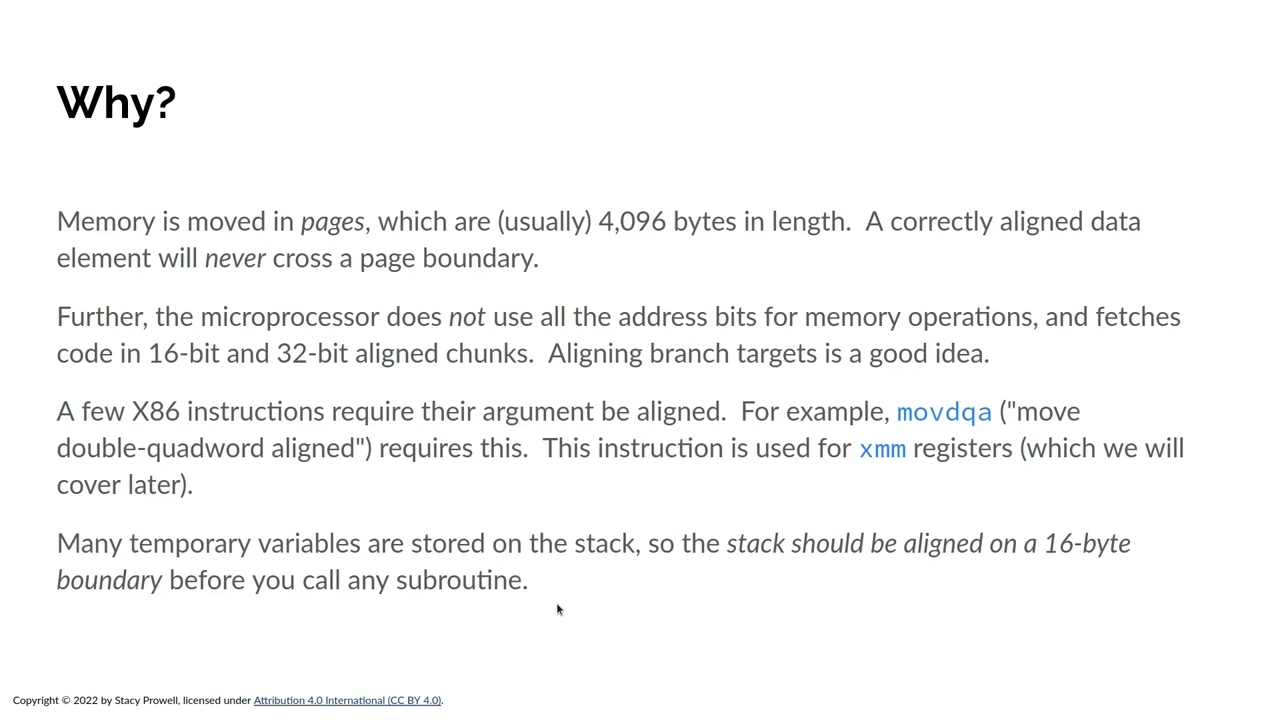 Why?
Memory is moved in pages, which are (usually) 4,096 bytes in length.  A correctly aligned data
element will never cross a page boundary.
Further, the microprocessor does not use all the address bits for memory operations, and fetches
code in 16-bit and 32-bit aligned chunks.  Aligning branch targets is a good idea.
A few X86 instructions require their argument be aligned.  For example, movdqa ("move
double-quadword aligned") requires this.  This instruction is used for xmm registers (which we will
cover later).
Many temporary variables are stored on the stack, so the stack should be aligned on a 16-byte
boundary before you call any subroutine.
Copyright © 2022 by Stacy Prowell, licensed under Attribution 4.0 International (CC BY 4.0).